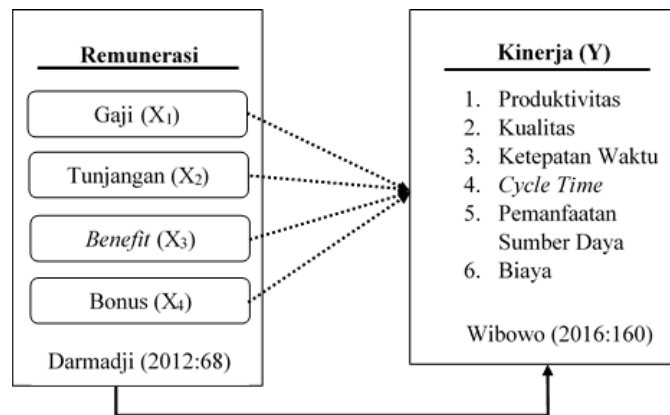 Remunerasi
Gaji (X₁)
Tunjangan (X₂)
Benefit (X₃)
Bonus (X₄)
Darmadji (2012:68)
Kinerja (Y)
1. Produktivitas
2. Kualitas
3. Ketepatan Waktu
4. Cycle Time
5. Pemanfaatan
Sumber Daya
6. Biaya
Wibowo (2016:160)